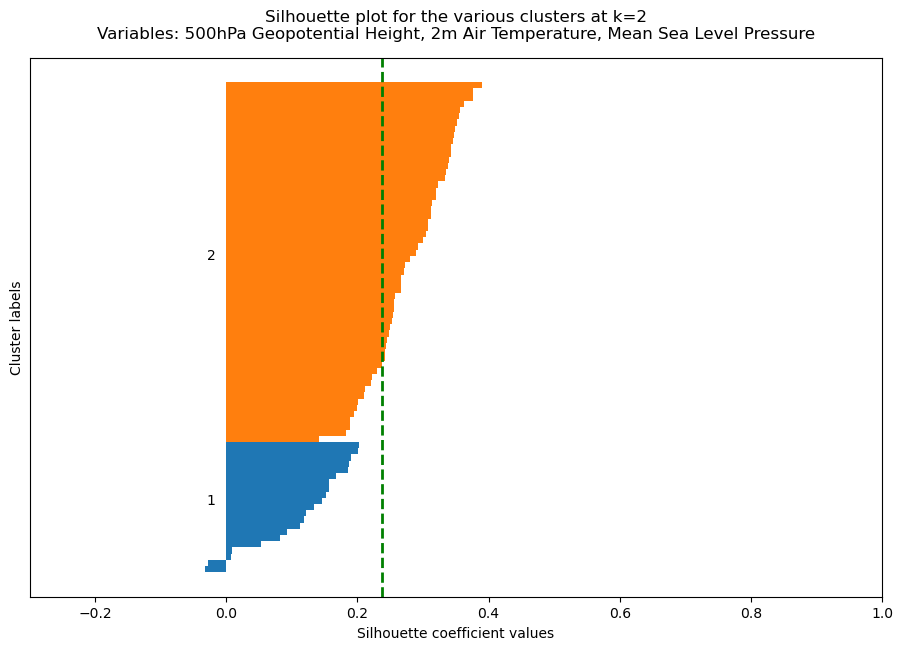 Silhouette plot for the various clusters at k=2
Variables: 500hPa Geopotential Height, 2m Air Temperature, Mean Sea Level Pressure
Cluster labels
2
1
−0.2 0.0 0.2 0.4 0.6 0.8 1.0
Silhouette coefficient values